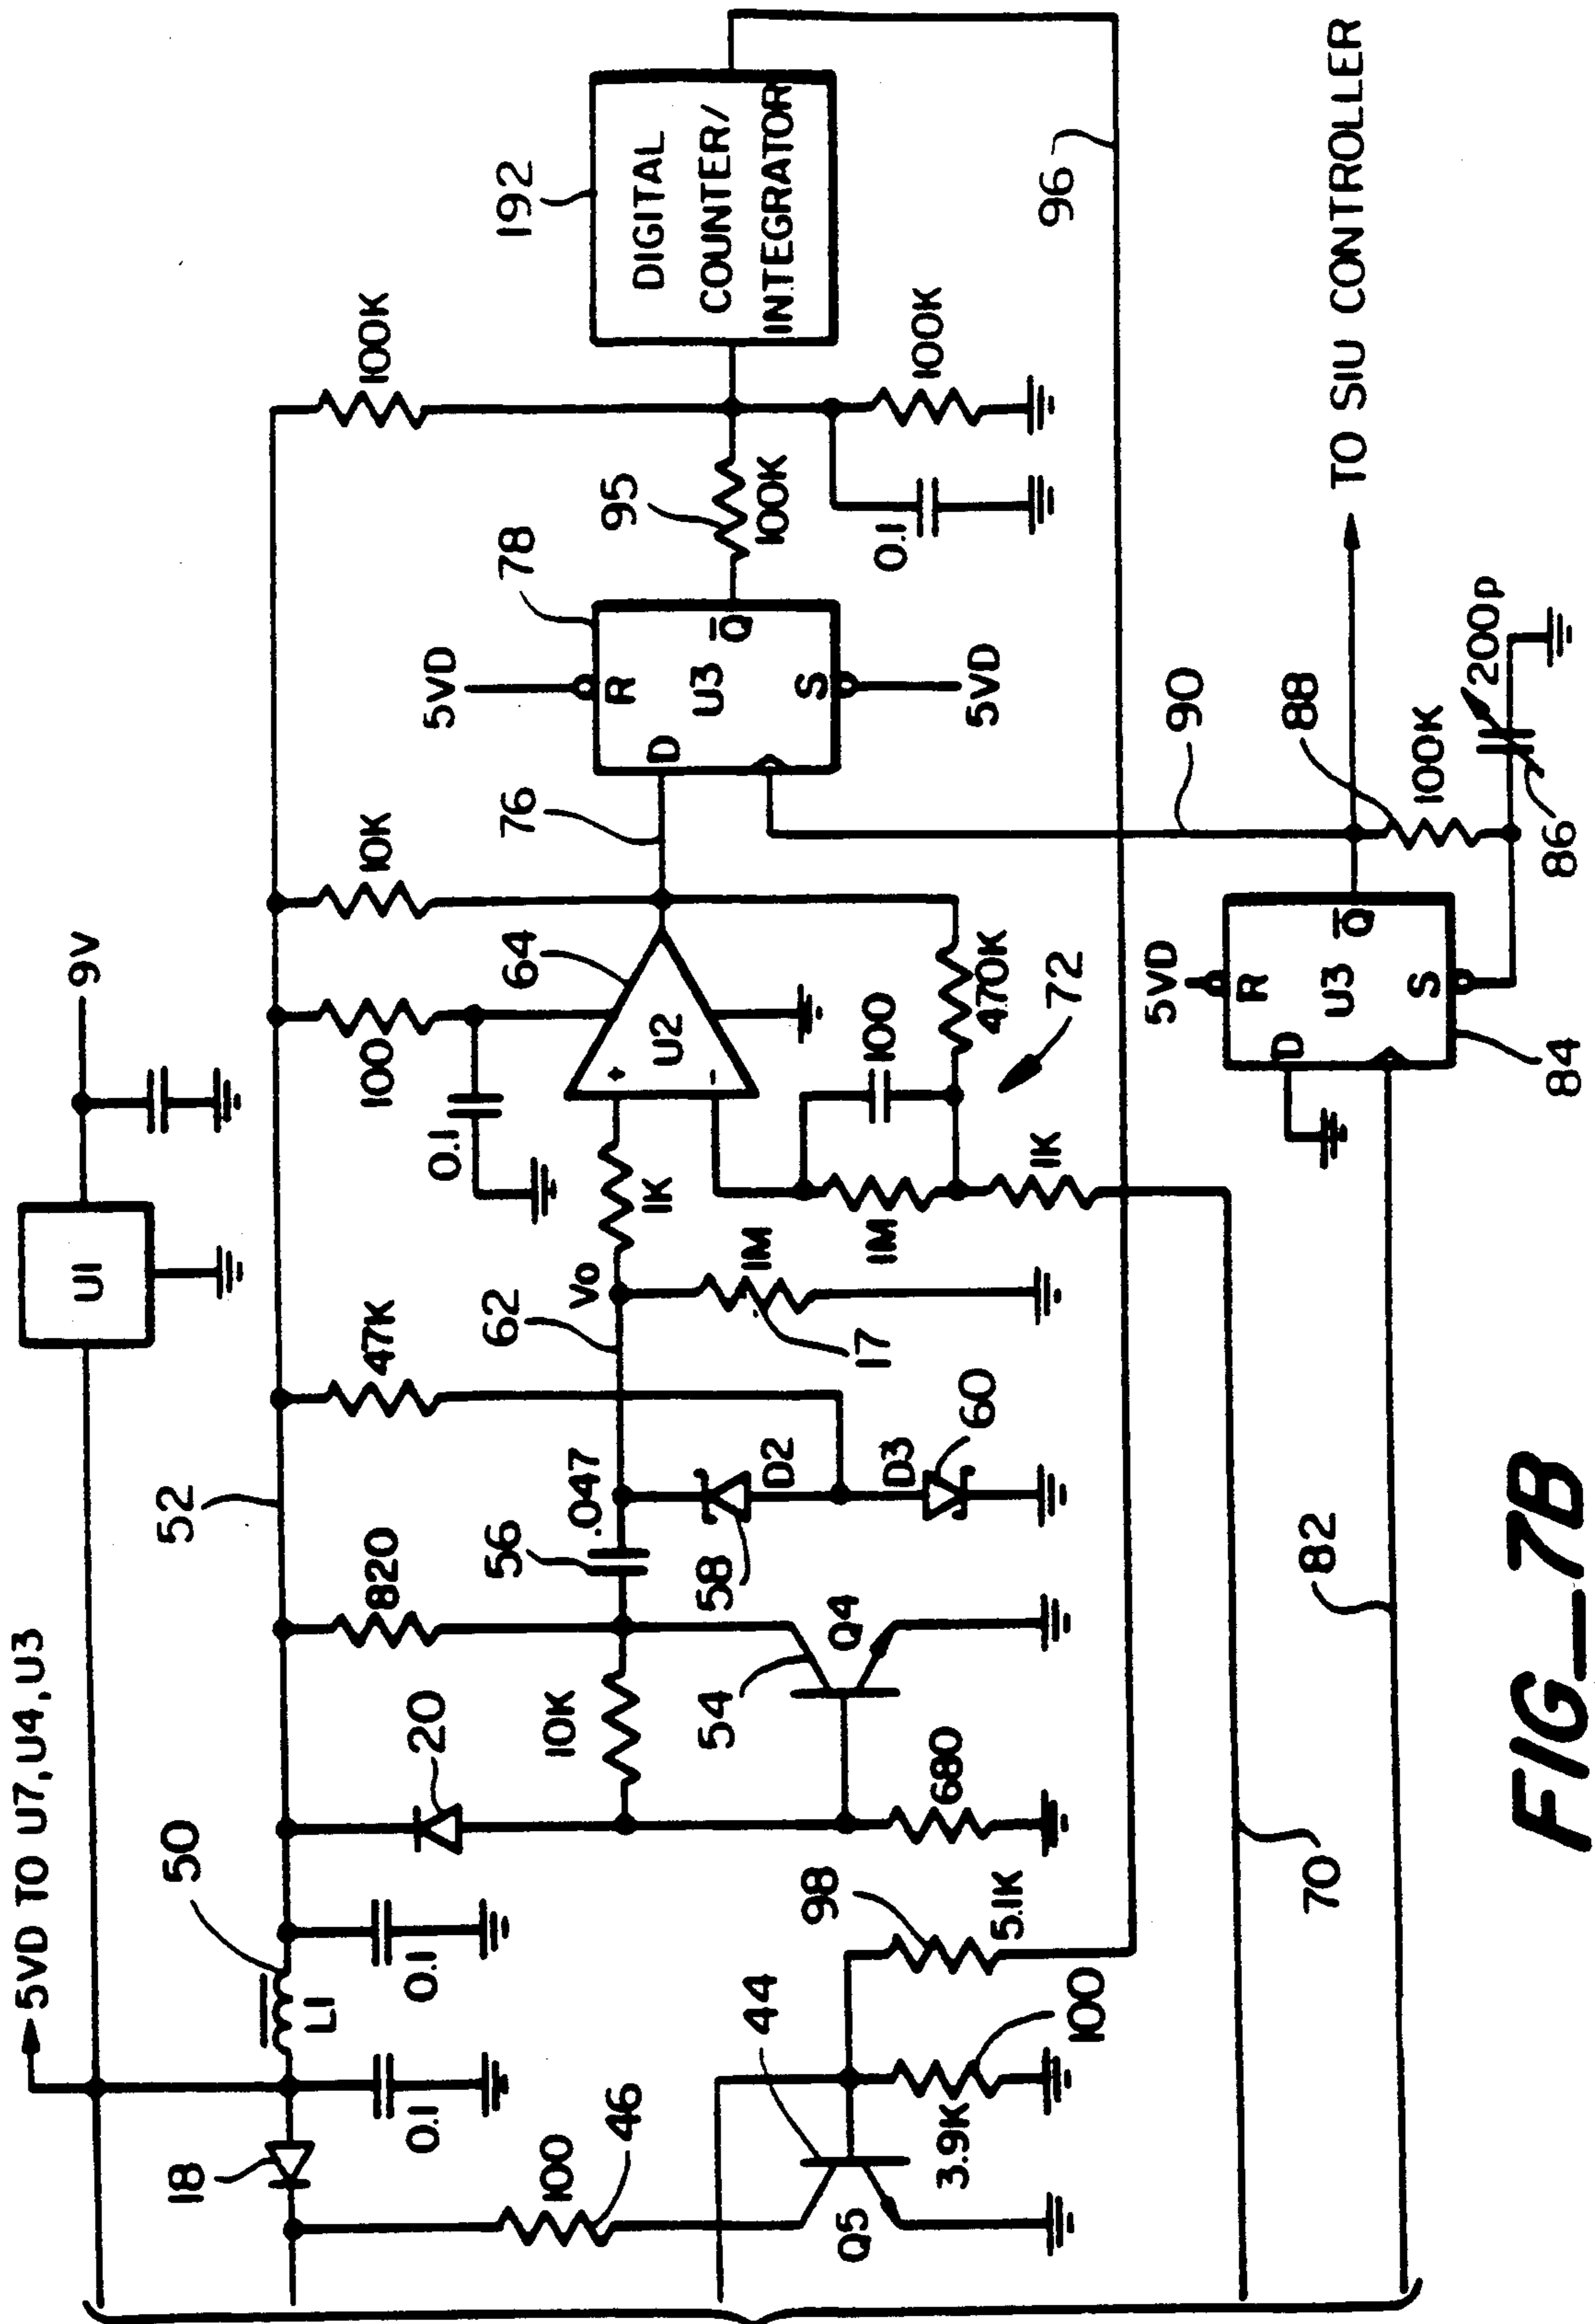 5VD TO U7, U4, U3
U1
9V
52
50
L1
0.1
0.1
18
20
820
47K
100
10K
100K
0.1
10K
56
.047
62
Vo
1K
+
-
U2
64
76
5VD
78
D
R
U3
S
Q̅
5VD
95
100K
192
DIGITAL
COUNTER/
INTEGRATOR
100K
0.1
96
100
46
44
Q5
3.9K
100
98
5.1K
680
54
Q4
58
D2
D3
60
17
1M
1M
1K
100
470K
72
70
82
5VD
D
R
U3
S
Q̅
84
90
88
100K
200p
86
TO SIU CONTROLLER
FIG_7B